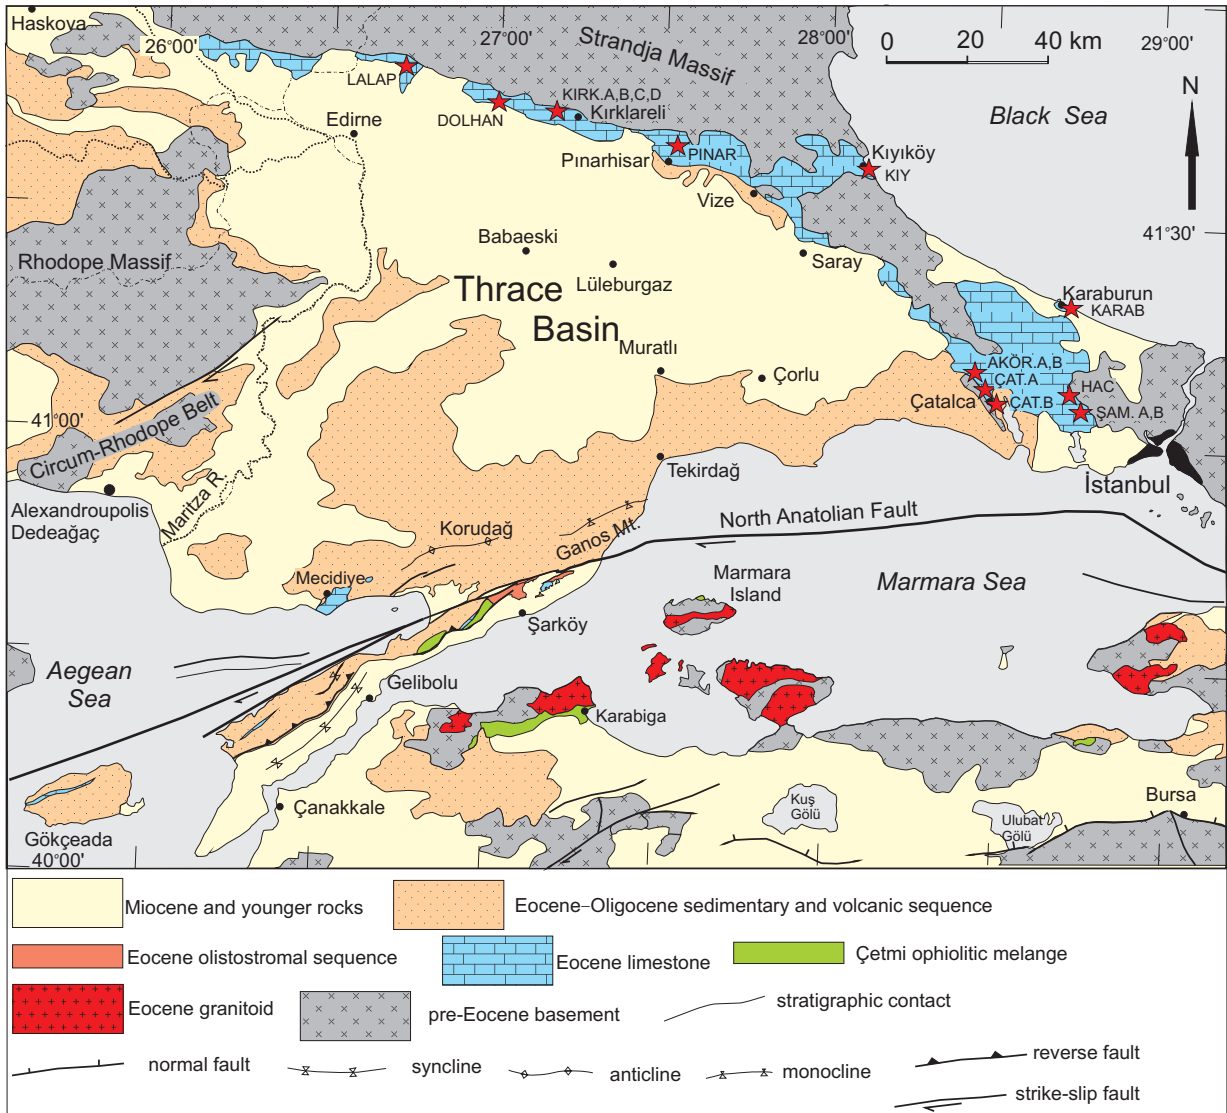 Haskova
26°00'
27°00'
28°00'
29°00'
0 20 40 km
N
Strandja Massif
Black Sea
LALAP
KIRK.A,B,C,D
DOLHAN
Kırklareli
Edirne
PINAR
Pınarhisar
Kıyıköy
KIY
Vize
41°30'
Babaeski
Saray
Rhodope Massif
Lüleburgaz
Thrace
Basin
Karaburun
KARAB
Muratlı
Çorlu
AKÖR.A,B
ÇAT.A
HAC
Çatalca
ÇAT.B
ŞAM. A,B
41°00'
Circum-Rhodope Belt
Maritza R.
Tekirdağ
İstanbul
Alexandroupolis
Dedeağaç
Korudağ
Ganos Mt.
North Anatolian Fault
Mecidiye
Marmara
Island
Marmara Sea
Şarköy
Aegean
Sea
Gelibolu
Karabiga
Çanakkale
Kuş
Gölü
Ulubat
Gölü
Bursa
Gökçeada
40°00'
Miocene and younger rocks
Eocene–Oligocene sedimentary and volcanic sequence
Eocene olistostromal sequence
Eocene limestone
Çetmi ophiolitic melange
Eocene granitoid
pre-Eocene basement
stratigraphic contact
normal fault
syncline
anticline
monocline
reverse fault
strike-slip fault